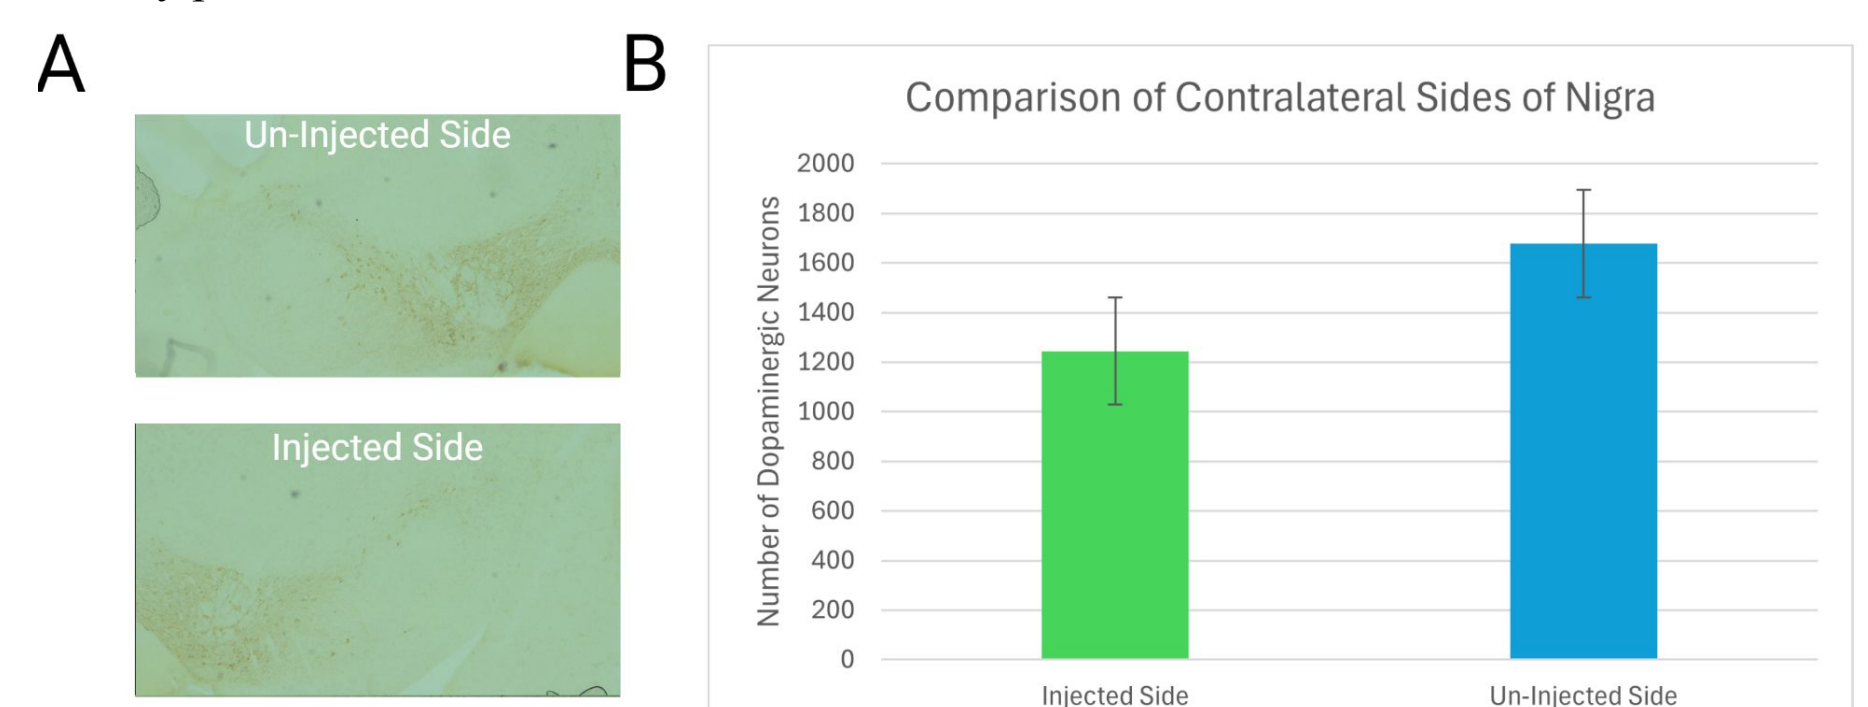 A
B
Un-Injected Side
Injected Side
Comparison of Contralateral Sides of Nigra
Number of Dopaminergic Neurons
2000
1800
1600
1400
1200
1000
800
600
400
200
0
Injected Side
Un-Injected Side